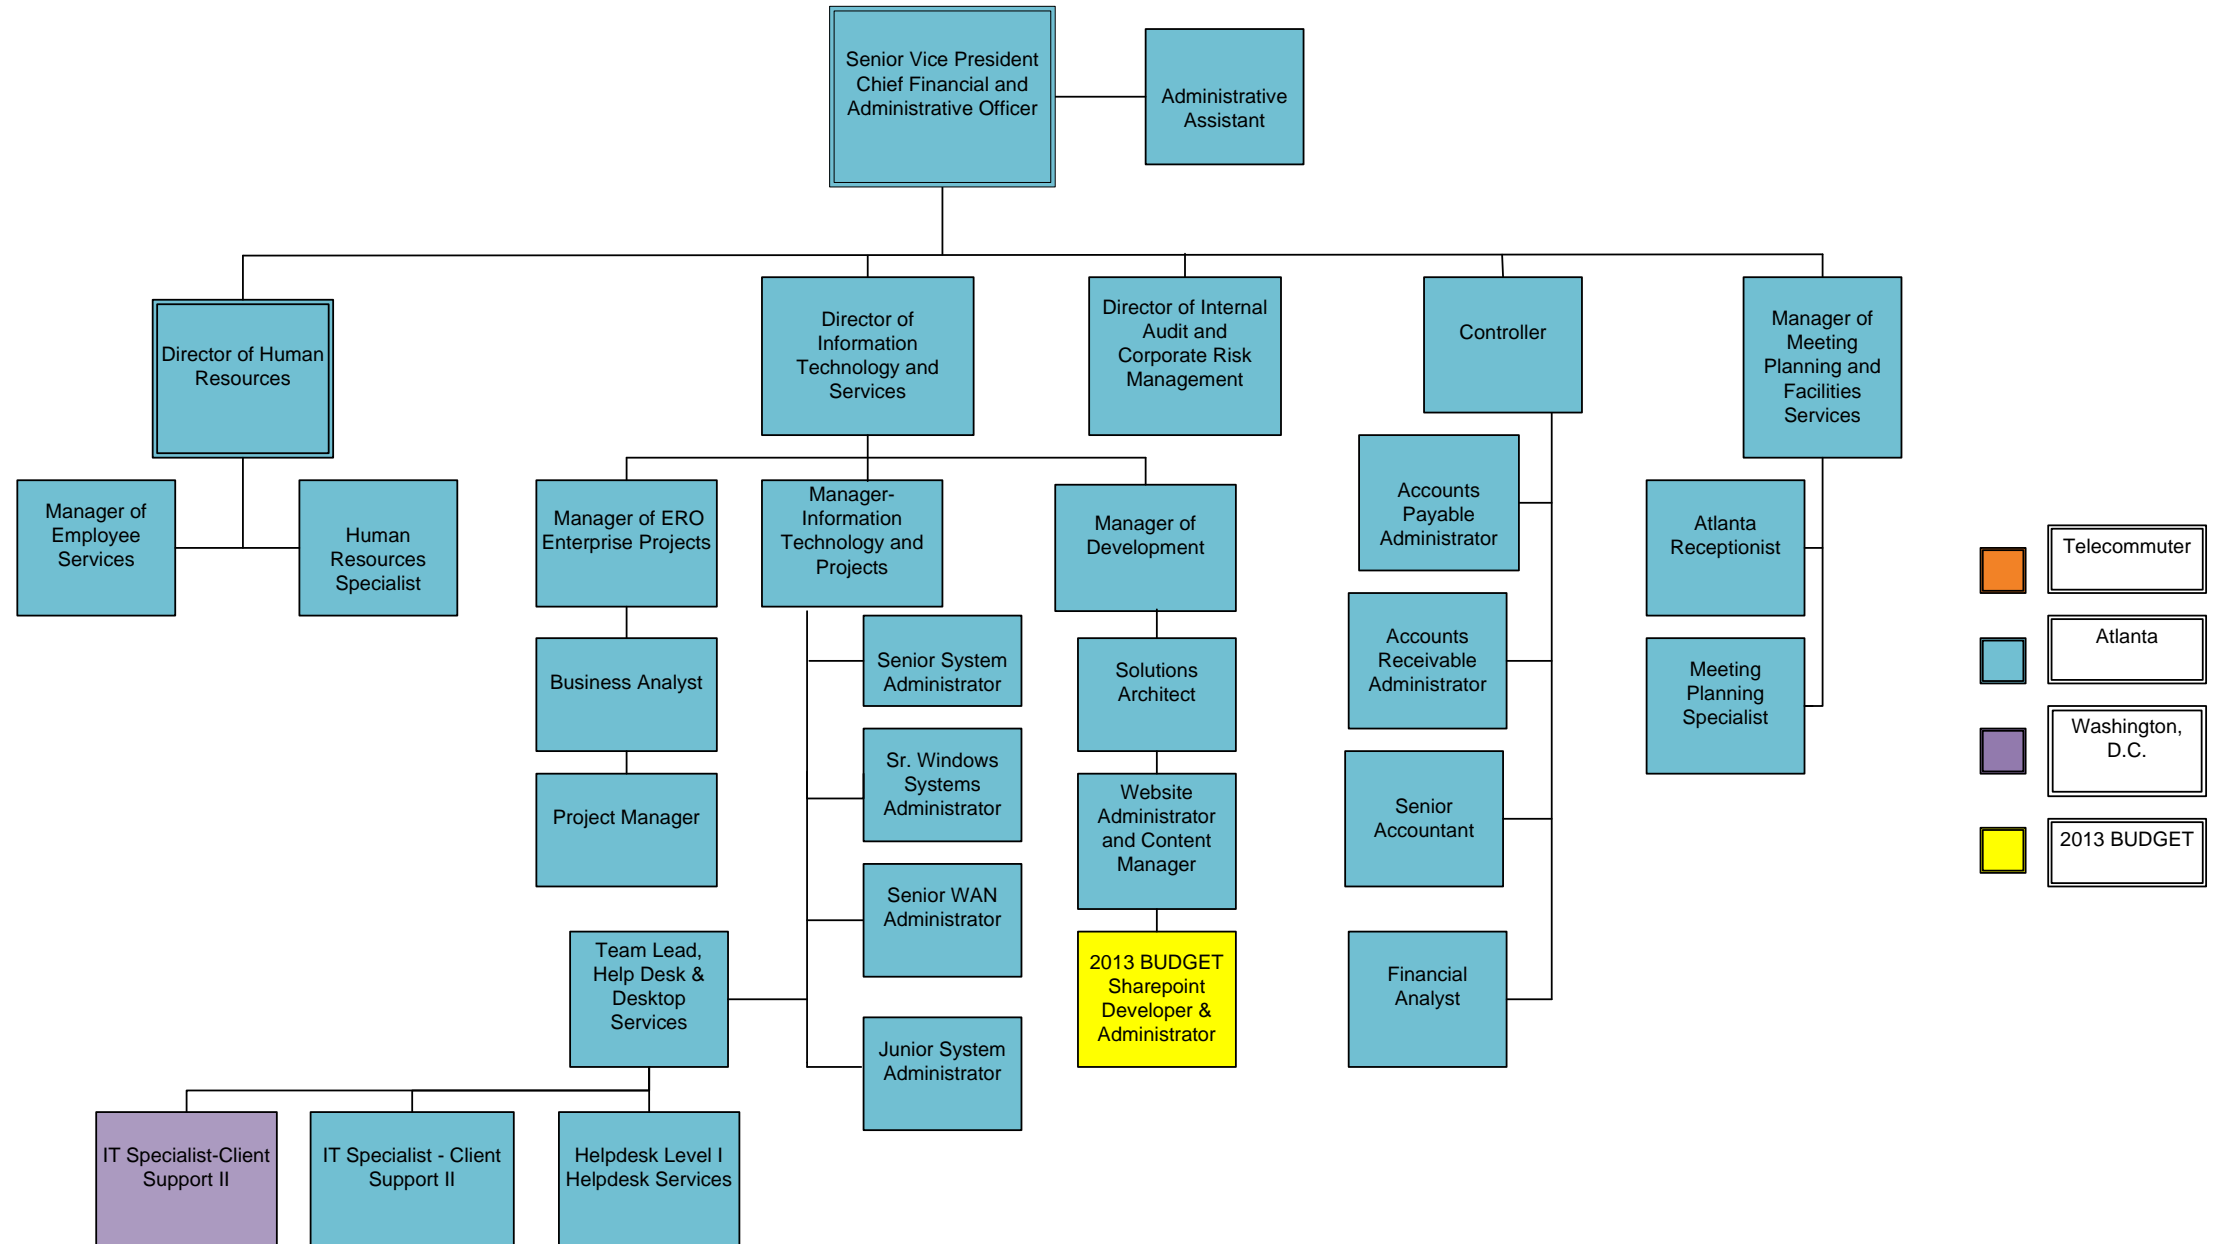 Senior Vice President
Chief Financial and
Administrative Officer
Administrative
Assistant
Director of Human
Resources
Director of
Information
Technology and
Services
Director of Internal
Audit and
Corporate Risk
Management
Controller
Manager of
Meeting
Planning and
Facilities
Services
Manager of
Employee
Services
Human
Resources
Specialist
Manager of ERO
Enterprise Projects
Manager-
Information
Technology and
Projects
Manager of
Development
Accounts
Payable
Administrator
Atlanta
Receptionist
Business Analyst
Senior System
Administrator
Solutions
Architect
Accounts
Receivable
Administrator
Meeting
Planning
Specialist
Project Manager
Sr. Windows
Systems
Administrator
Website
Administrator
and Content
Manager
Senior
Accountant
Senior WAN
Administrator
Team Lead,
Help Desk &
Desktop
Services
2013 BUDGET
Sharepoint
Developer &
Administrator
Financial
Analyst
Junior System
Administrator
IT Specialist-Client
Support II
IT Specialist - Client
Support II
Helpdesk Level I
Helpdesk Services
Telecommuter
Atlanta
Washington,
D.C.
2013 BUDGET